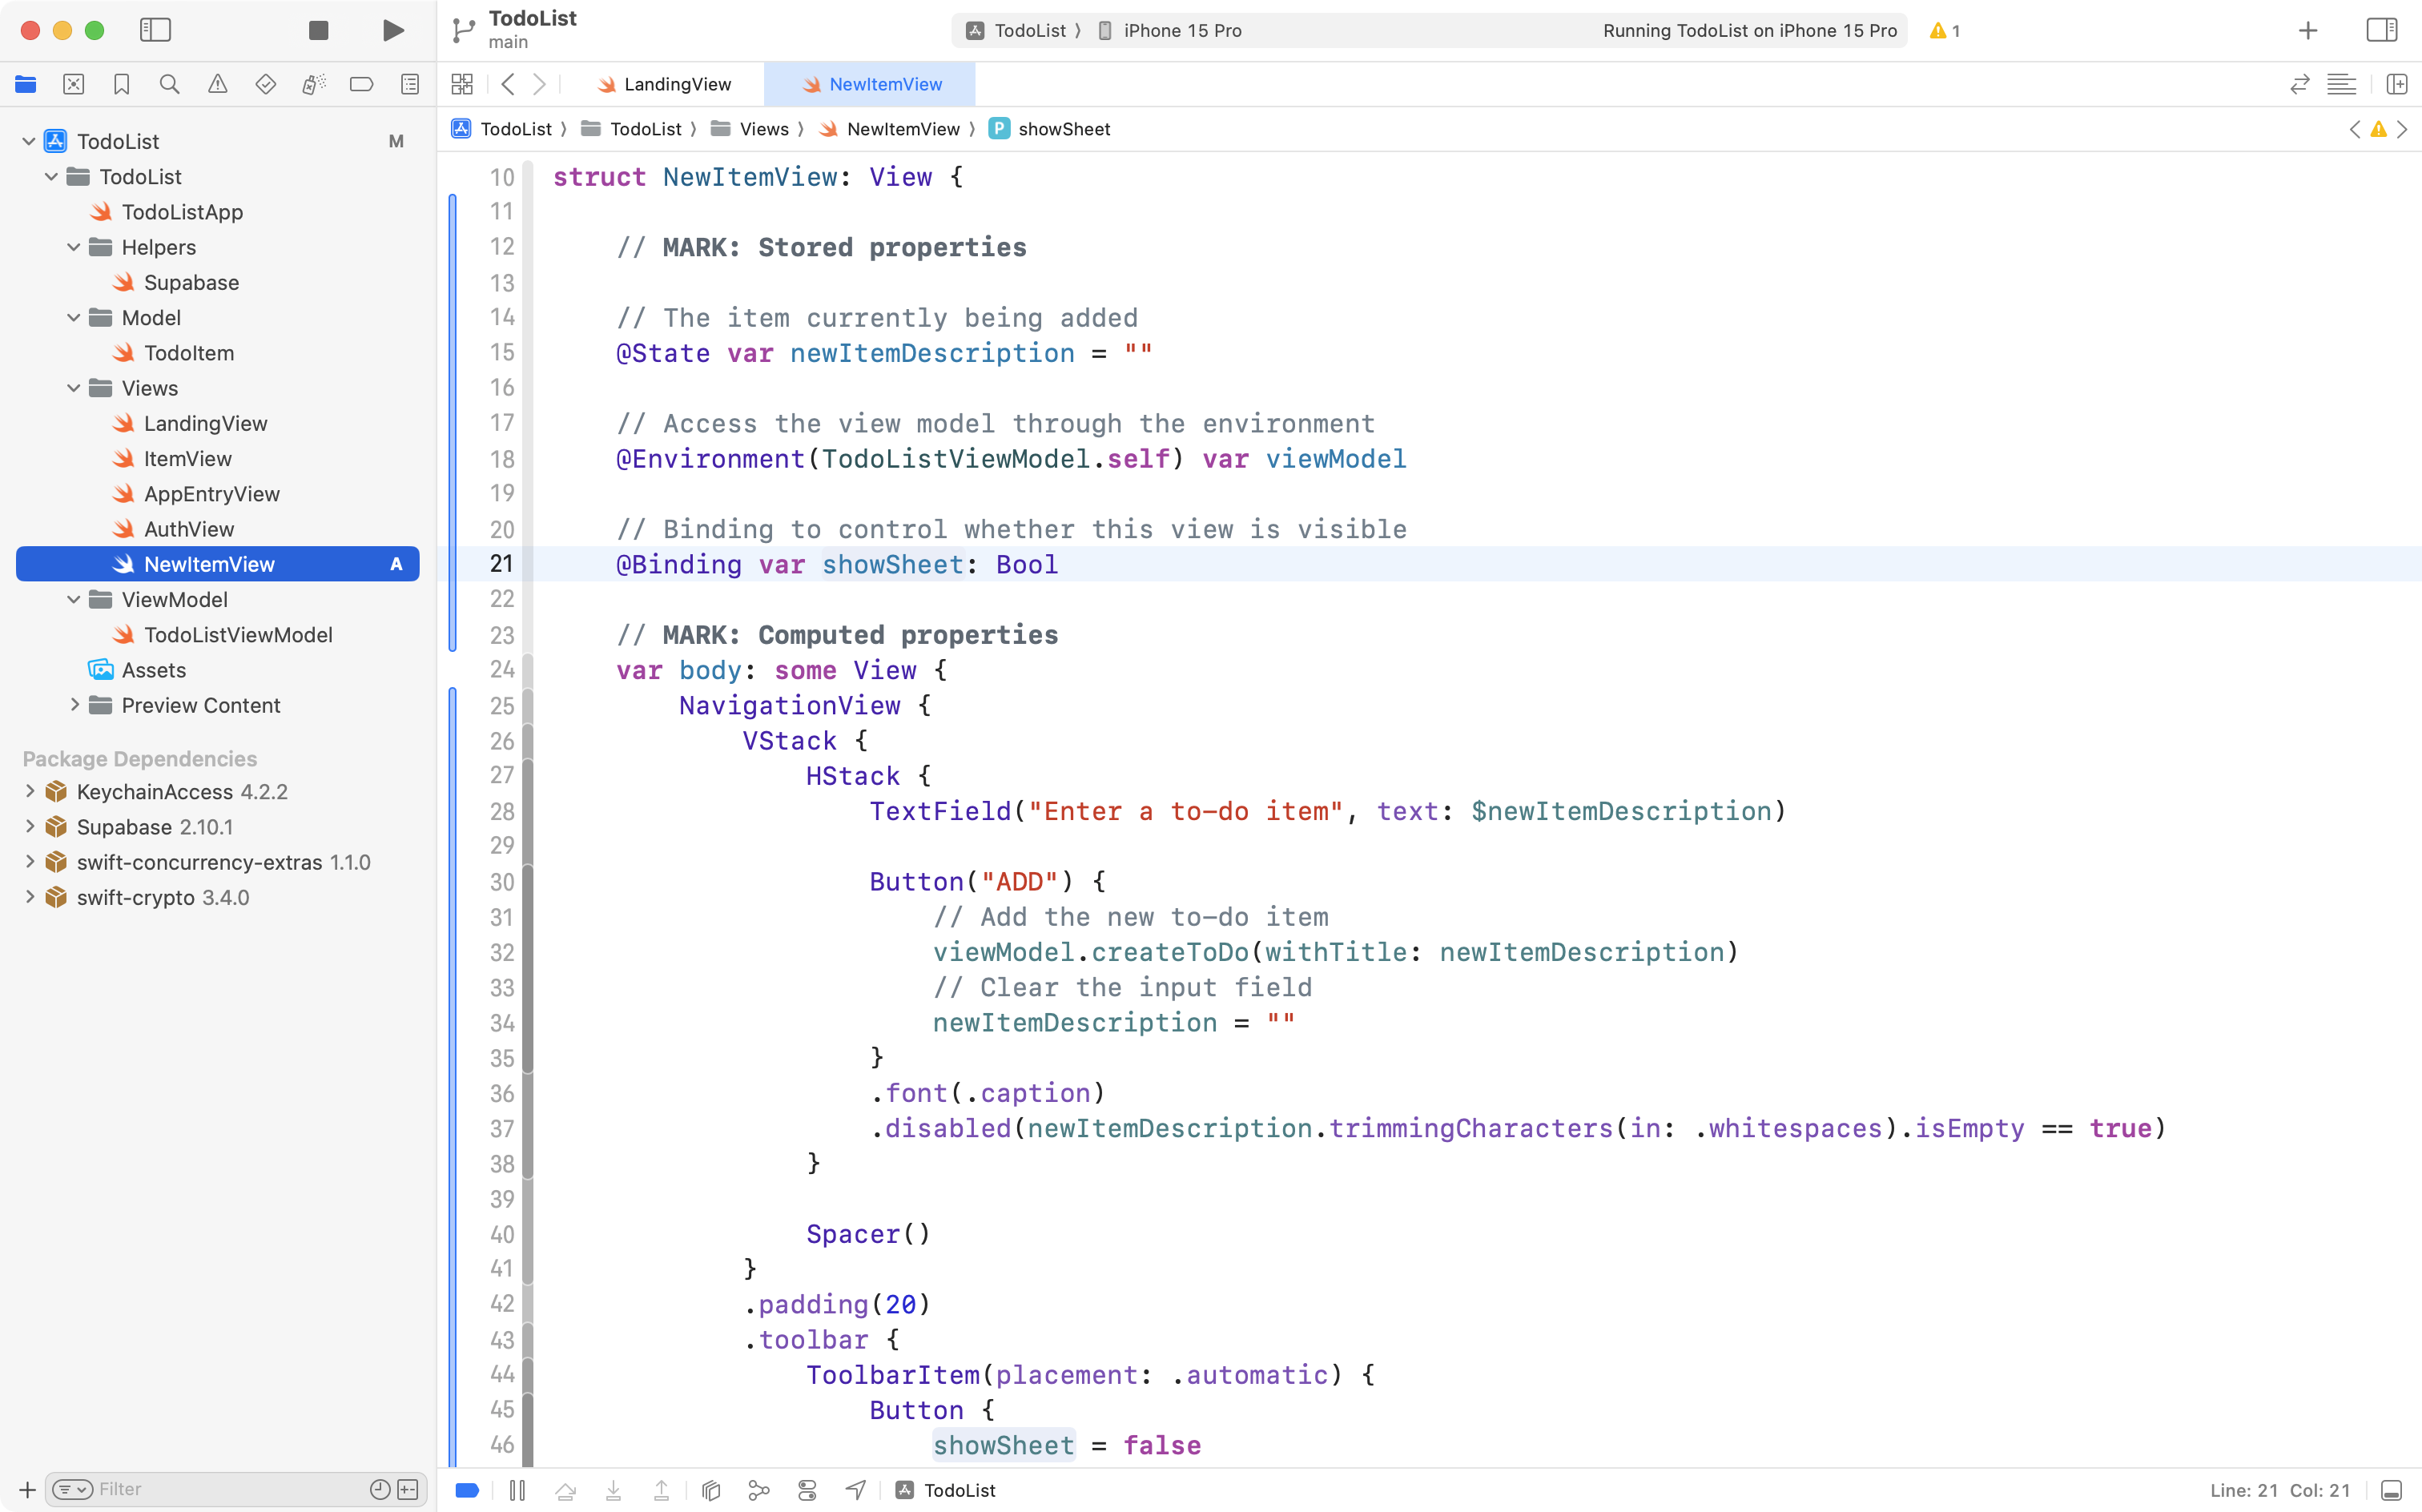 TodoList
main
TodoList
iPhone 15 Pro
Running TodoList on iPhone 15 Pro
1
LandingView
NewItemView
TodoList
TodoList
Views
NewItemView
P
showSheet
TodoList
M
TodoList
TodoListApp
Helpers
Supabase
Model
TodoItem
Views
LandingView
ItemView
AppEntryView
AuthView
NewItemView
A
ViewModel
TodoListViewModel
Assets
Preview Content
Package Dependencies
KeychainAccess 4.2.2
Supabase 2.10.1
swift-concurrency-extras 1.1.0
swift-crypto 3.4.0
Filter
10 struct NewItemView: View {
11
12 // MARK: Stored properties
13
14 // The item currently being added
15 @State var newItemDescription = ""
16
17 // Access the view model through the environment
18 @Environment(TodoListViewModel.self) var viewModel
19
20 // Binding to control whether this view is visible
21 @Binding var showSheet: Bool
22
23 // MARK: Computed properties
24 var body: some View {
25 NavigationView {
26 VStack {
27 HStack {
28 TextField("Enter a to-do item", text: $newItemDescription)
29
30 Button("ADD") {
31 // Add the new to-do item
32 viewModel.createToDo(withTitle: newItemDescription)
33 // Clear the input field
34 newItemDescription = ""
35 }
36 .font(.caption)
37 .disabled(newItemDescription.trimmingCharacters(in: .whitespaces).isEmpty == true)
38 }
39
40 Spacer()
41 }
42 .padding(20)
43 .toolbar {
44 ToolbarItem(placement: .automatic) {
45 Button {
46 showSheet = false
TodoList
Line: 21 Col: 21